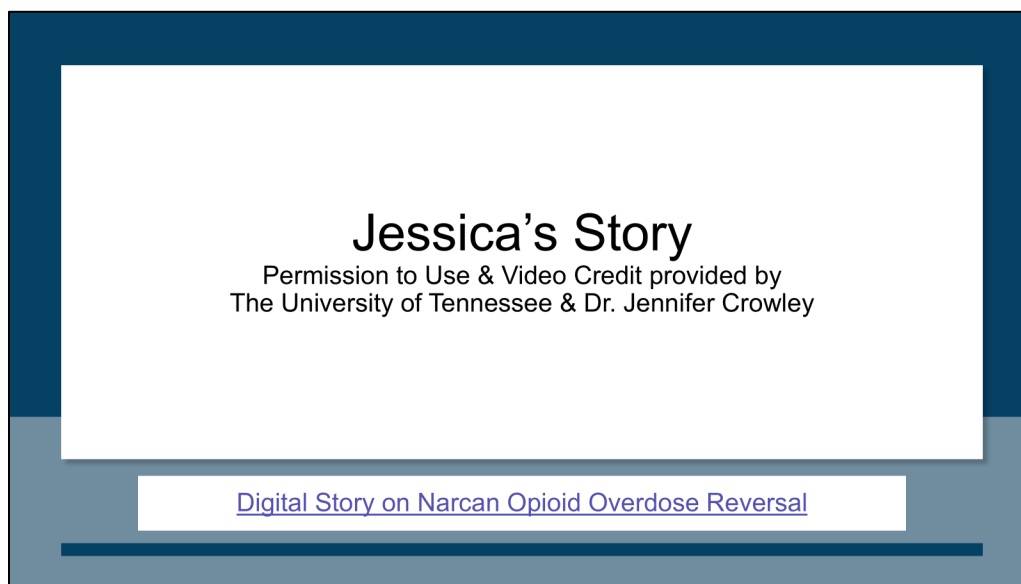 Jessica’s Story
Permission to Use & Video Credit provided by
The University of Tennessee & Dr. Jennifer Crowley
Digital Story on Narcan Opioid Overdose Reversal